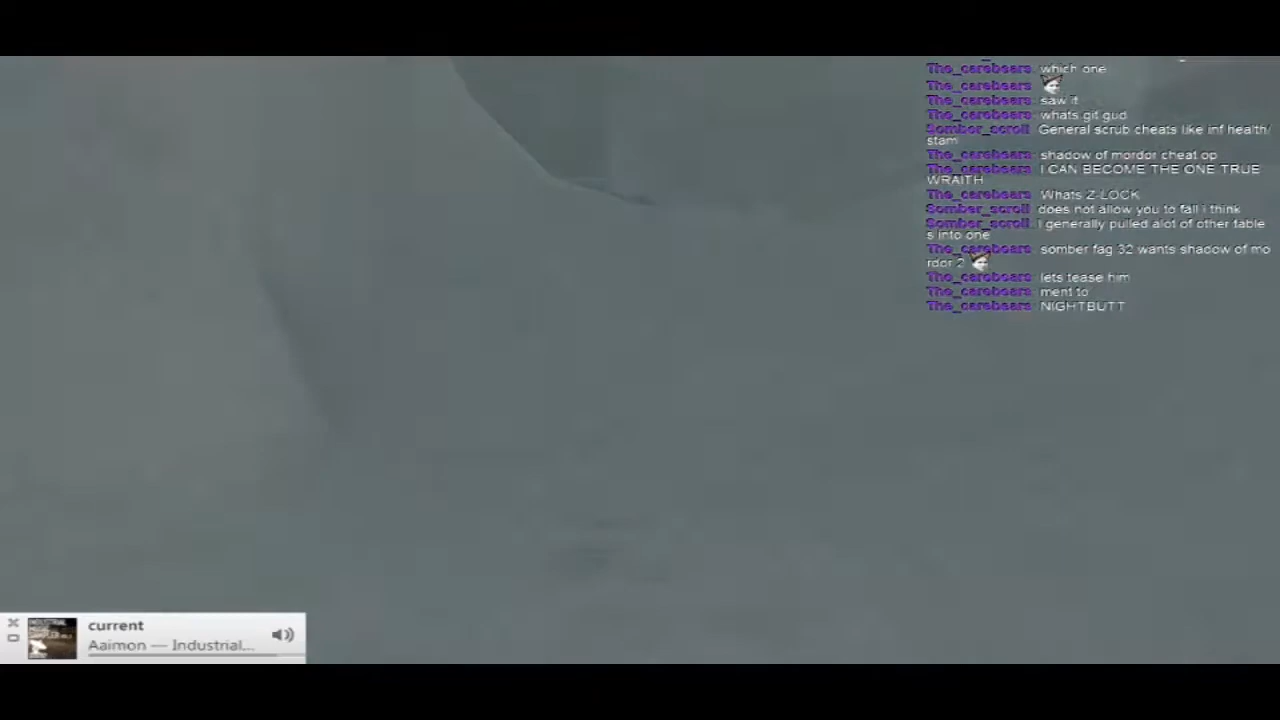 The_carebears: which one
The_carebears:
The_carebears: saw it
The_carebears: whats git gud
Somber_scroll: General scrub cheats like inf health/
stam
The_carebears: shadow of mordor cheat op
The_carebears: I CAN BECOME THE ONE TRUE
WRAITH
The_carebears: Whats Z-LOCK
Somber_scroll: does not allow you to fall i think
Somber_scroll: I generally pulled alot of other table
s into one
The_carebears: somber fag 32 wants shadow of mo
rdor 2
The_carebears: lets tease him
The_carebears: ment to
The_carebears: NIGHTBUTT
INDUSTRIAL
current
Aaimon — Industrial...